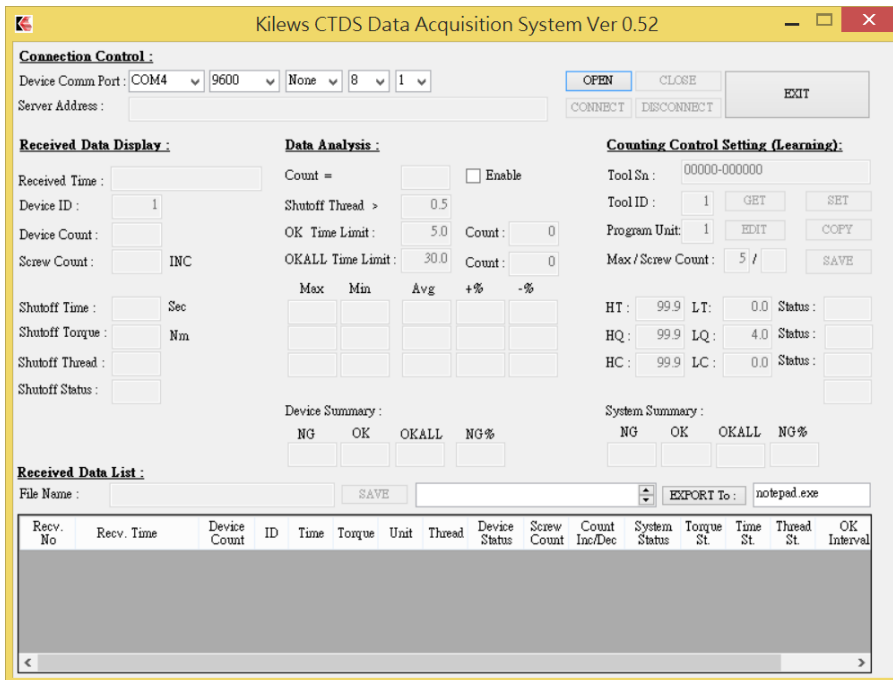 Kilews CTDS Data Acquisition System Ver 0.52
Connection Control :
Device Comm Port : COM4 9600 None 8 1 OPEN CLOSE EXIT
Server Address : CONNECT DISCONNECT
Received Data Display : Data Analysis : Counting Control Setting (Learning):
Received Time : Count = Enable Tool Sn : 00000-000000
Device ID : 1 Shutoff Thread > 0.5 Tool ID : 1 GET SET
Device Count : OK Time Limit : 5.0 Count : 0 Program Unit: 1 EDIT COPY
Screw Count : INC OKALL Time Limit : 30.0 Count : 0 Max / Screw Count : 5 / SAVE
Max Min Avg +% -%
Shutoff Time : Sec HT : 99.9 LT: 0.0 Status :
Shutoff Torque : Nm HQ : 99.9 LQ : 4.0 Status :
Shutoff Thread : HC : 99.9 LC : 0.0 Status :
Shutoff Status :
Device Summary : System Summary :
NG OK OKALL NG% NG OK OKALL NG%
Received Data List :
File Name : SAVE EXPORT To : notepad.exe
Recv. No Recv. Time Device Count ID Time Torque Unit Thread Device Status Screw Count Count Inc/Dec System Status Torque St. Time St. Thread St. OK Interval